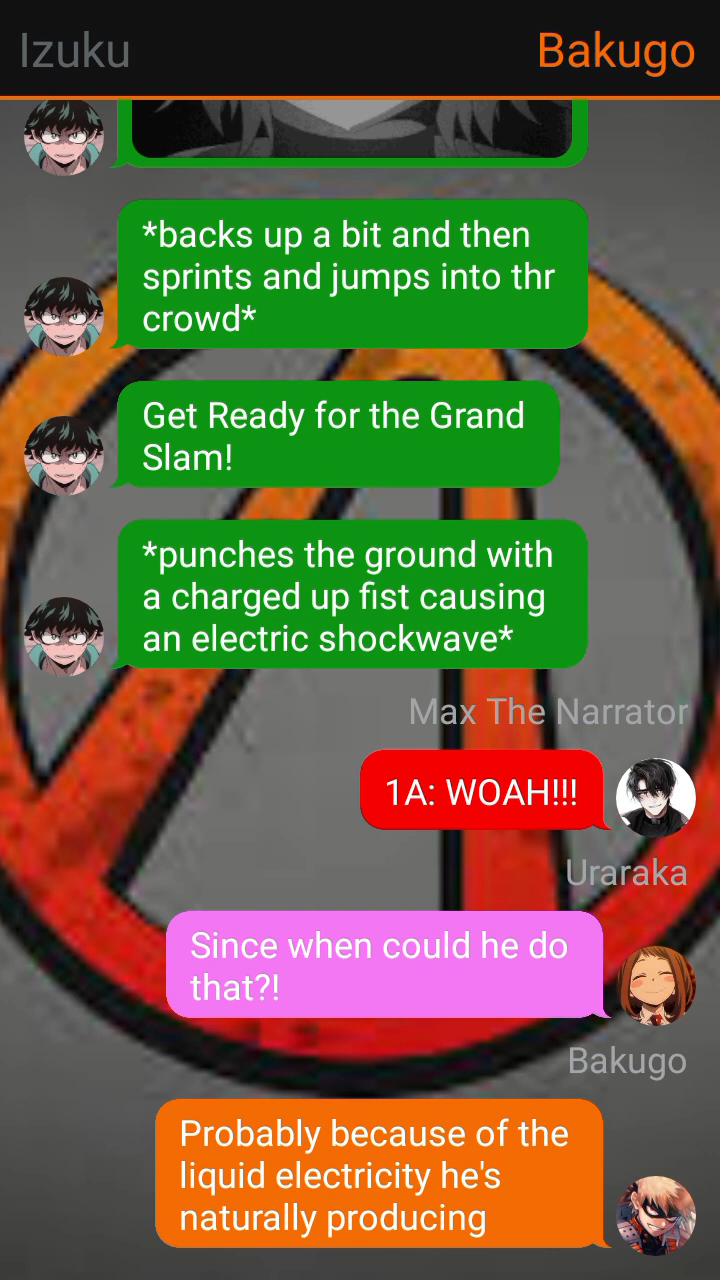 Izuku
Bakugo
*backs up a bit and then
sprints and jumps into thr
crowd*
Get Ready for the Grand
Slam!
*punches the ground with
a charged up fist causing
an electric shockwave*
Max The Narrator
1A: WOAH!!!
Uraraka
Since when could he do
that?!
Bakugo
Probably because of the
liquid electricity he's
naturally producing